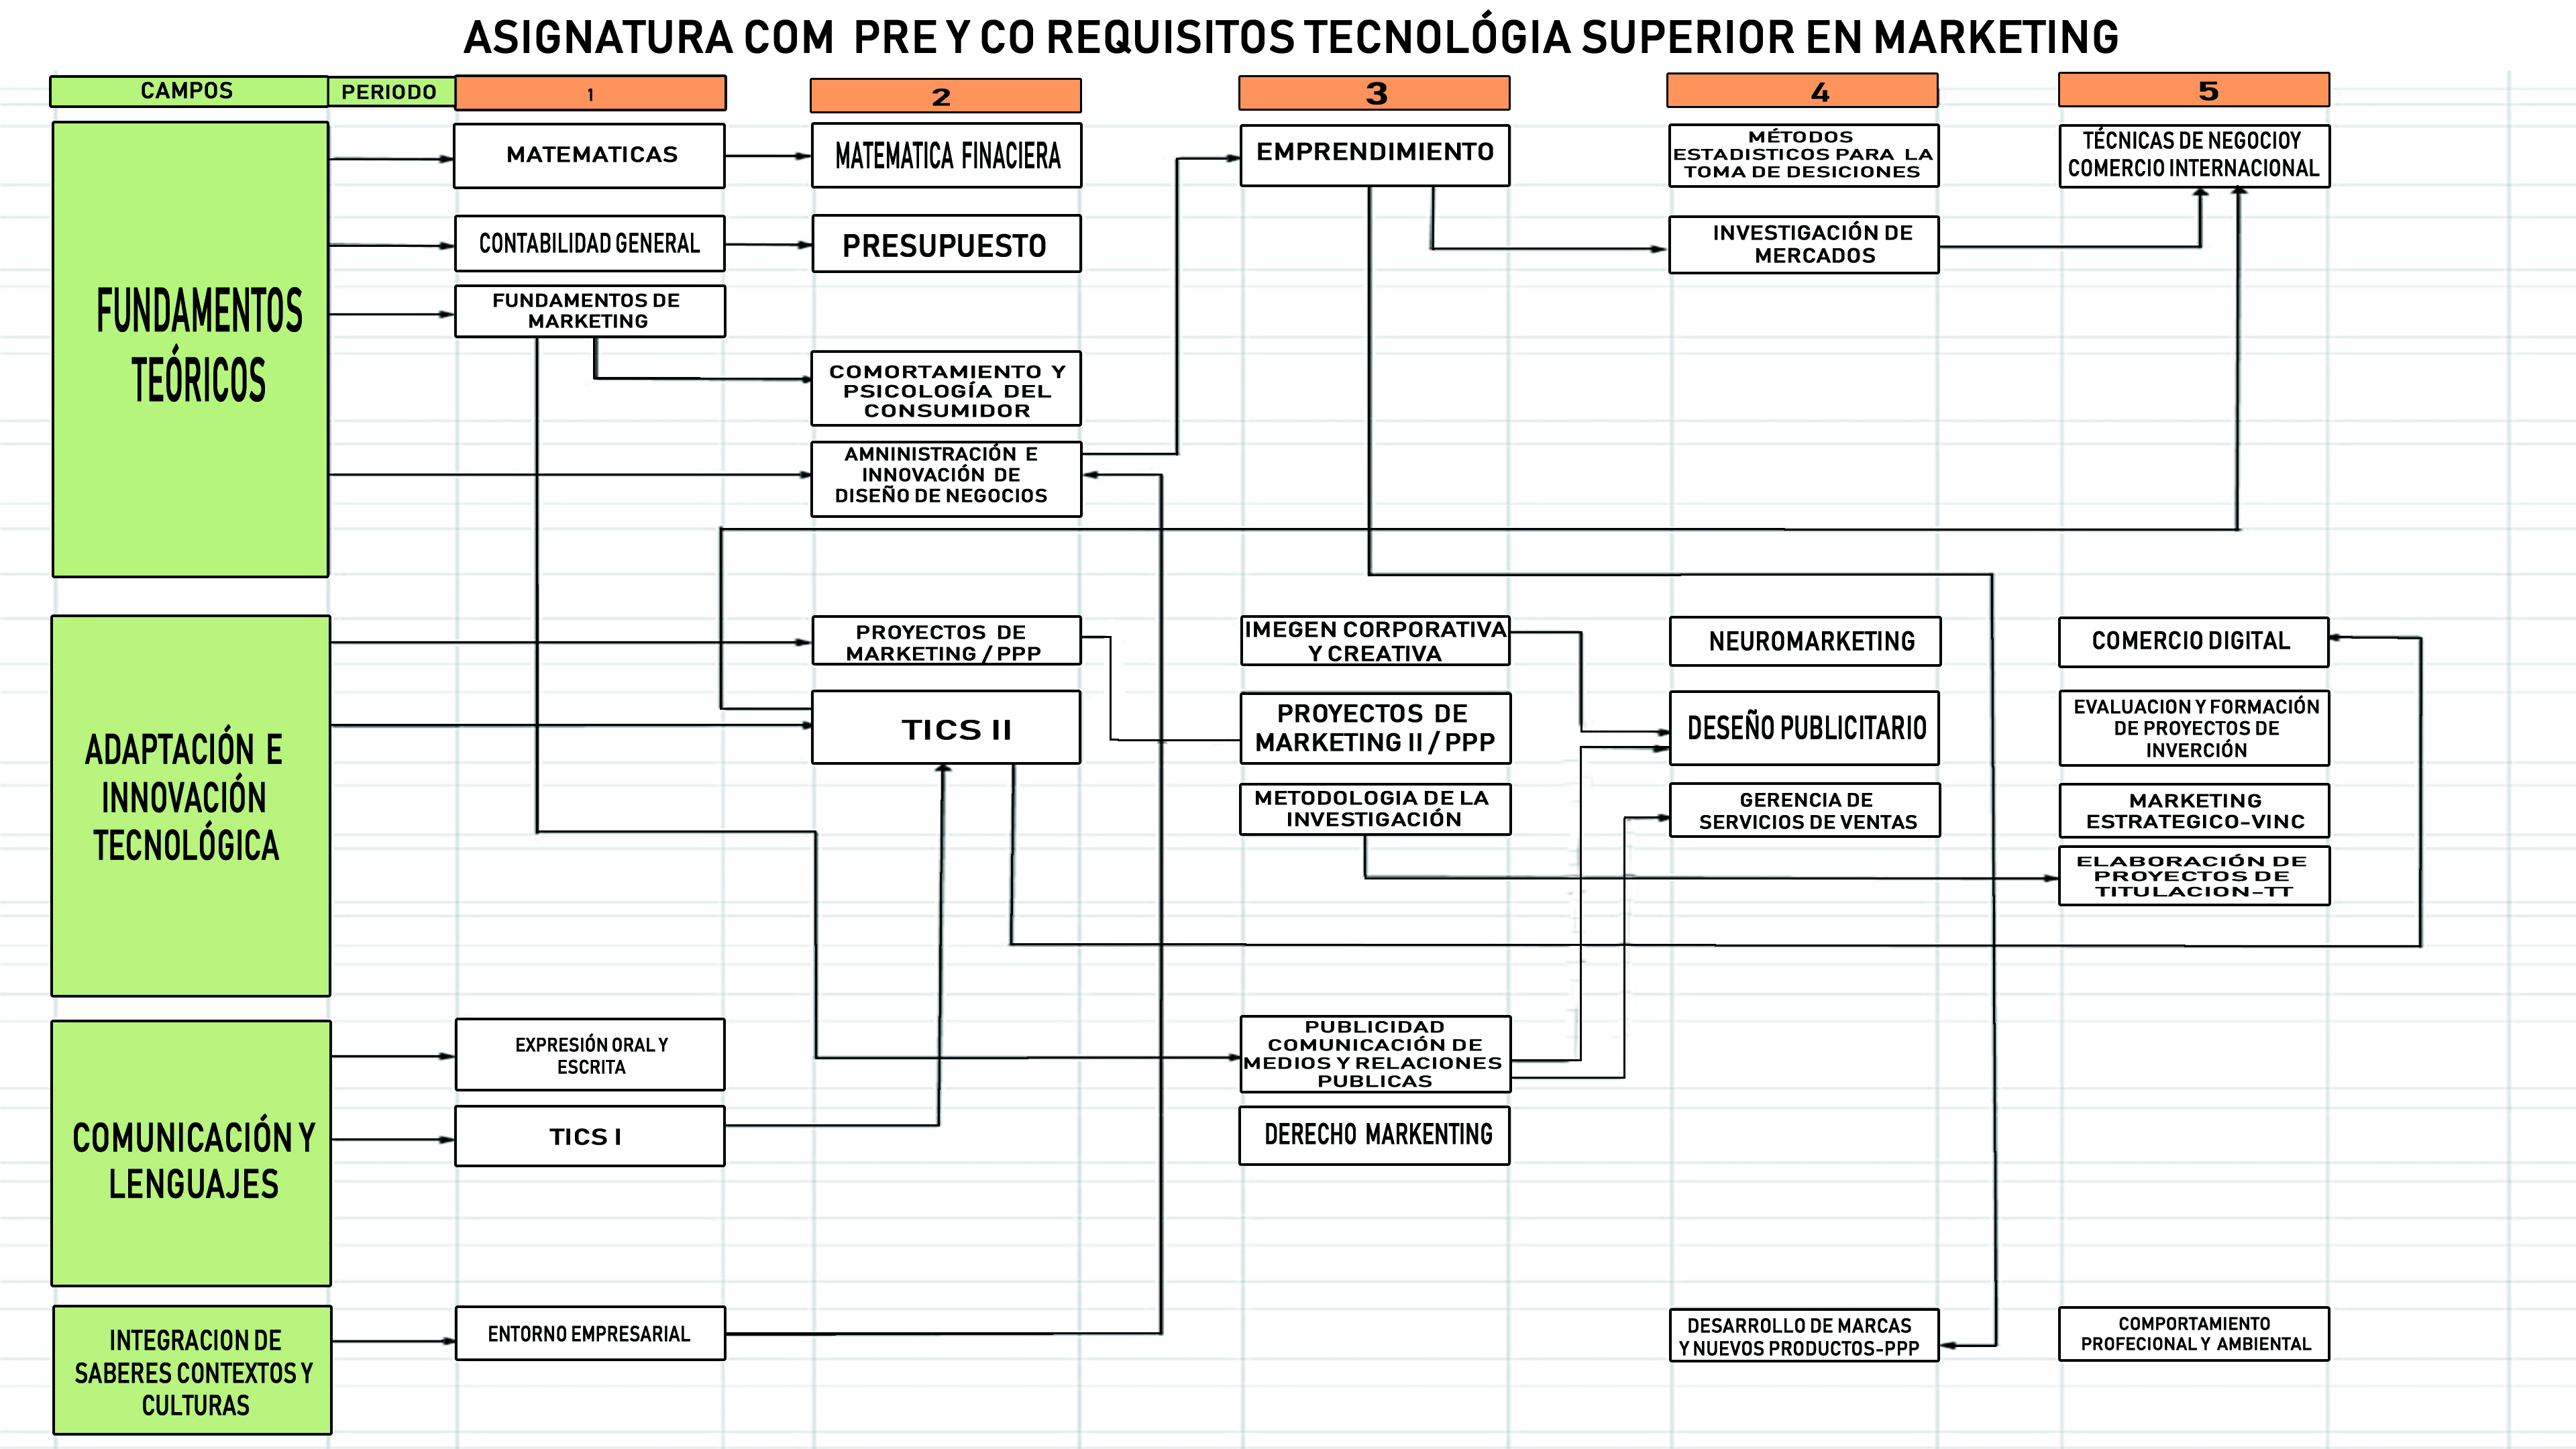 ASIGNATURA COM PRE Y CO REQUISITOS TECNOLÓGIA SUPERIOR EN MARKETING
CAMPOS
PERIODO
1
2
3
4
5
FUNDAMENTOS
TEÓRICOS
MATEMATICAS
MATEMATICA FINACIERA
EMPRENDIMIENTO
MÉTODOS
ESTADISTICOS PARA LA
TOMA DE DESICIONES
TÉCNICAS DE NEGOCIOY
COMERCIO INTERNACIONAL
CONTABILIDAD GENERAL
PRESUPUESTO
INVESTIGACIÓN DE
MERCADOS
FUNDAMENTOS DE
MARKETING
COMORTAMIENTO Y
PSICOLOGÍA DEL
CONSUMIDOR
AMNINISTRACIÓN E
INNOVACIÓN DE
DISEÑO DE NEGOCIOS
ADAPTACIÓN E
INNOVACIÓN
TECNOLÓGICA
PROYECTOS DE
MARKETING / PPP
IMEGEN CORPORATIVA
Y CREATIVA
NEUROMARKETING
COMERCIO DIGITAL
TICS II
PROYECTOS DE
MARKETING II / PPP
DESEÑO PUBLICITARIO
EVALUACION Y FORMACIÓN
DE PROYECTOS DE
INVERCIÓN
METODOLOGIA DE LA
INVESTIGACIÓN
GERENCIA DE
SERVICIOS DE VENTAS
MARKETING
ESTRATEGICO-VINC
ELABORACIÓN DE
PROYECTOS DE
TITULACION-TT
COMUNICACIÓN Y
LENGUAJES
EXPRESIÓN ORAL Y
ESCRITA
PUBLICIDAD
COMUNICACIÓN DE
MEDIOS Y RELACIONES
PUBLICAS
TICS I
DERECHO MARKENTING
INTEGRACION DE
SABERES CONTEXTOS Y
CULTURAS
ENTORNO EMPRESARIAL
DESARROLLO DE MARCAS
Y NUEVOS PRODUCTOS-PPP
COMPORTAMIENTO
PROFECIONAL Y AMBIENTAL